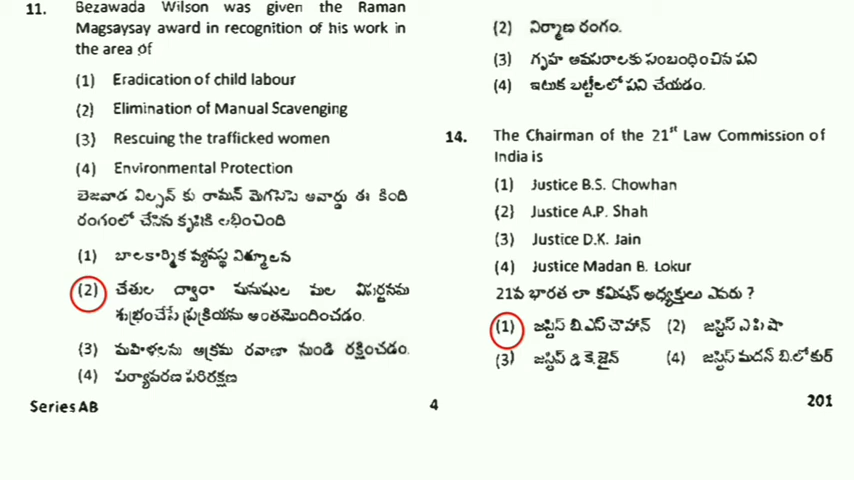 11. Bezawada Wilson was given the Raman
Magsaysay award in recognition of his work in
the area of
(1) Eradication of child labour
(2) Elimination of Manual Scavenging
(3) Rescuing the trafficked women
(4) Environmental Protection
బెజవాడ విల్సన్ కు రామన్ మెగసెసె అవార్డు ఈ కింది
రంగంలో చేసిన కృషికి లభించింది
(1) బాలకార్మిక వ్యవస్థ నిర్మూలన
(2) చేతుల ద్వారా మనుషుల మల విసర్జనను
శుభ్రంచేసే ప్రక్రియను అంతమొందించడం.
(3) మహిళలను అక్రమ రవాణా నుండి రక్షించడం.
(4) పర్యావరణ పరిరక్షణ
Series AB
(2) నిర్మాణ రంగం.
(3) గృహ అవసరాలకు సంబంధించిన పని
(4) ఇటుక బట్టీలలో పని చేయడం.
14. The Chairman of the 21st Law Commission of
India is
(1) Justice B.S. Chowhan
(2) Justice A.P. Shah
(3) Justice D.K. Jain
(4) Justice Madan B. Lokur
21వ భారత లా కమిషన్ అధ్యక్షులు ఎవరు ?
(1) జస్టిస్ బి.ఎస్ చౌహాన్ (2) జస్టిస్ ఎ పి షా
(3) జస్టిస్ డి కె.జైన్ (4) జస్టిస్ మదన్ బి.లోకుర్
4
201